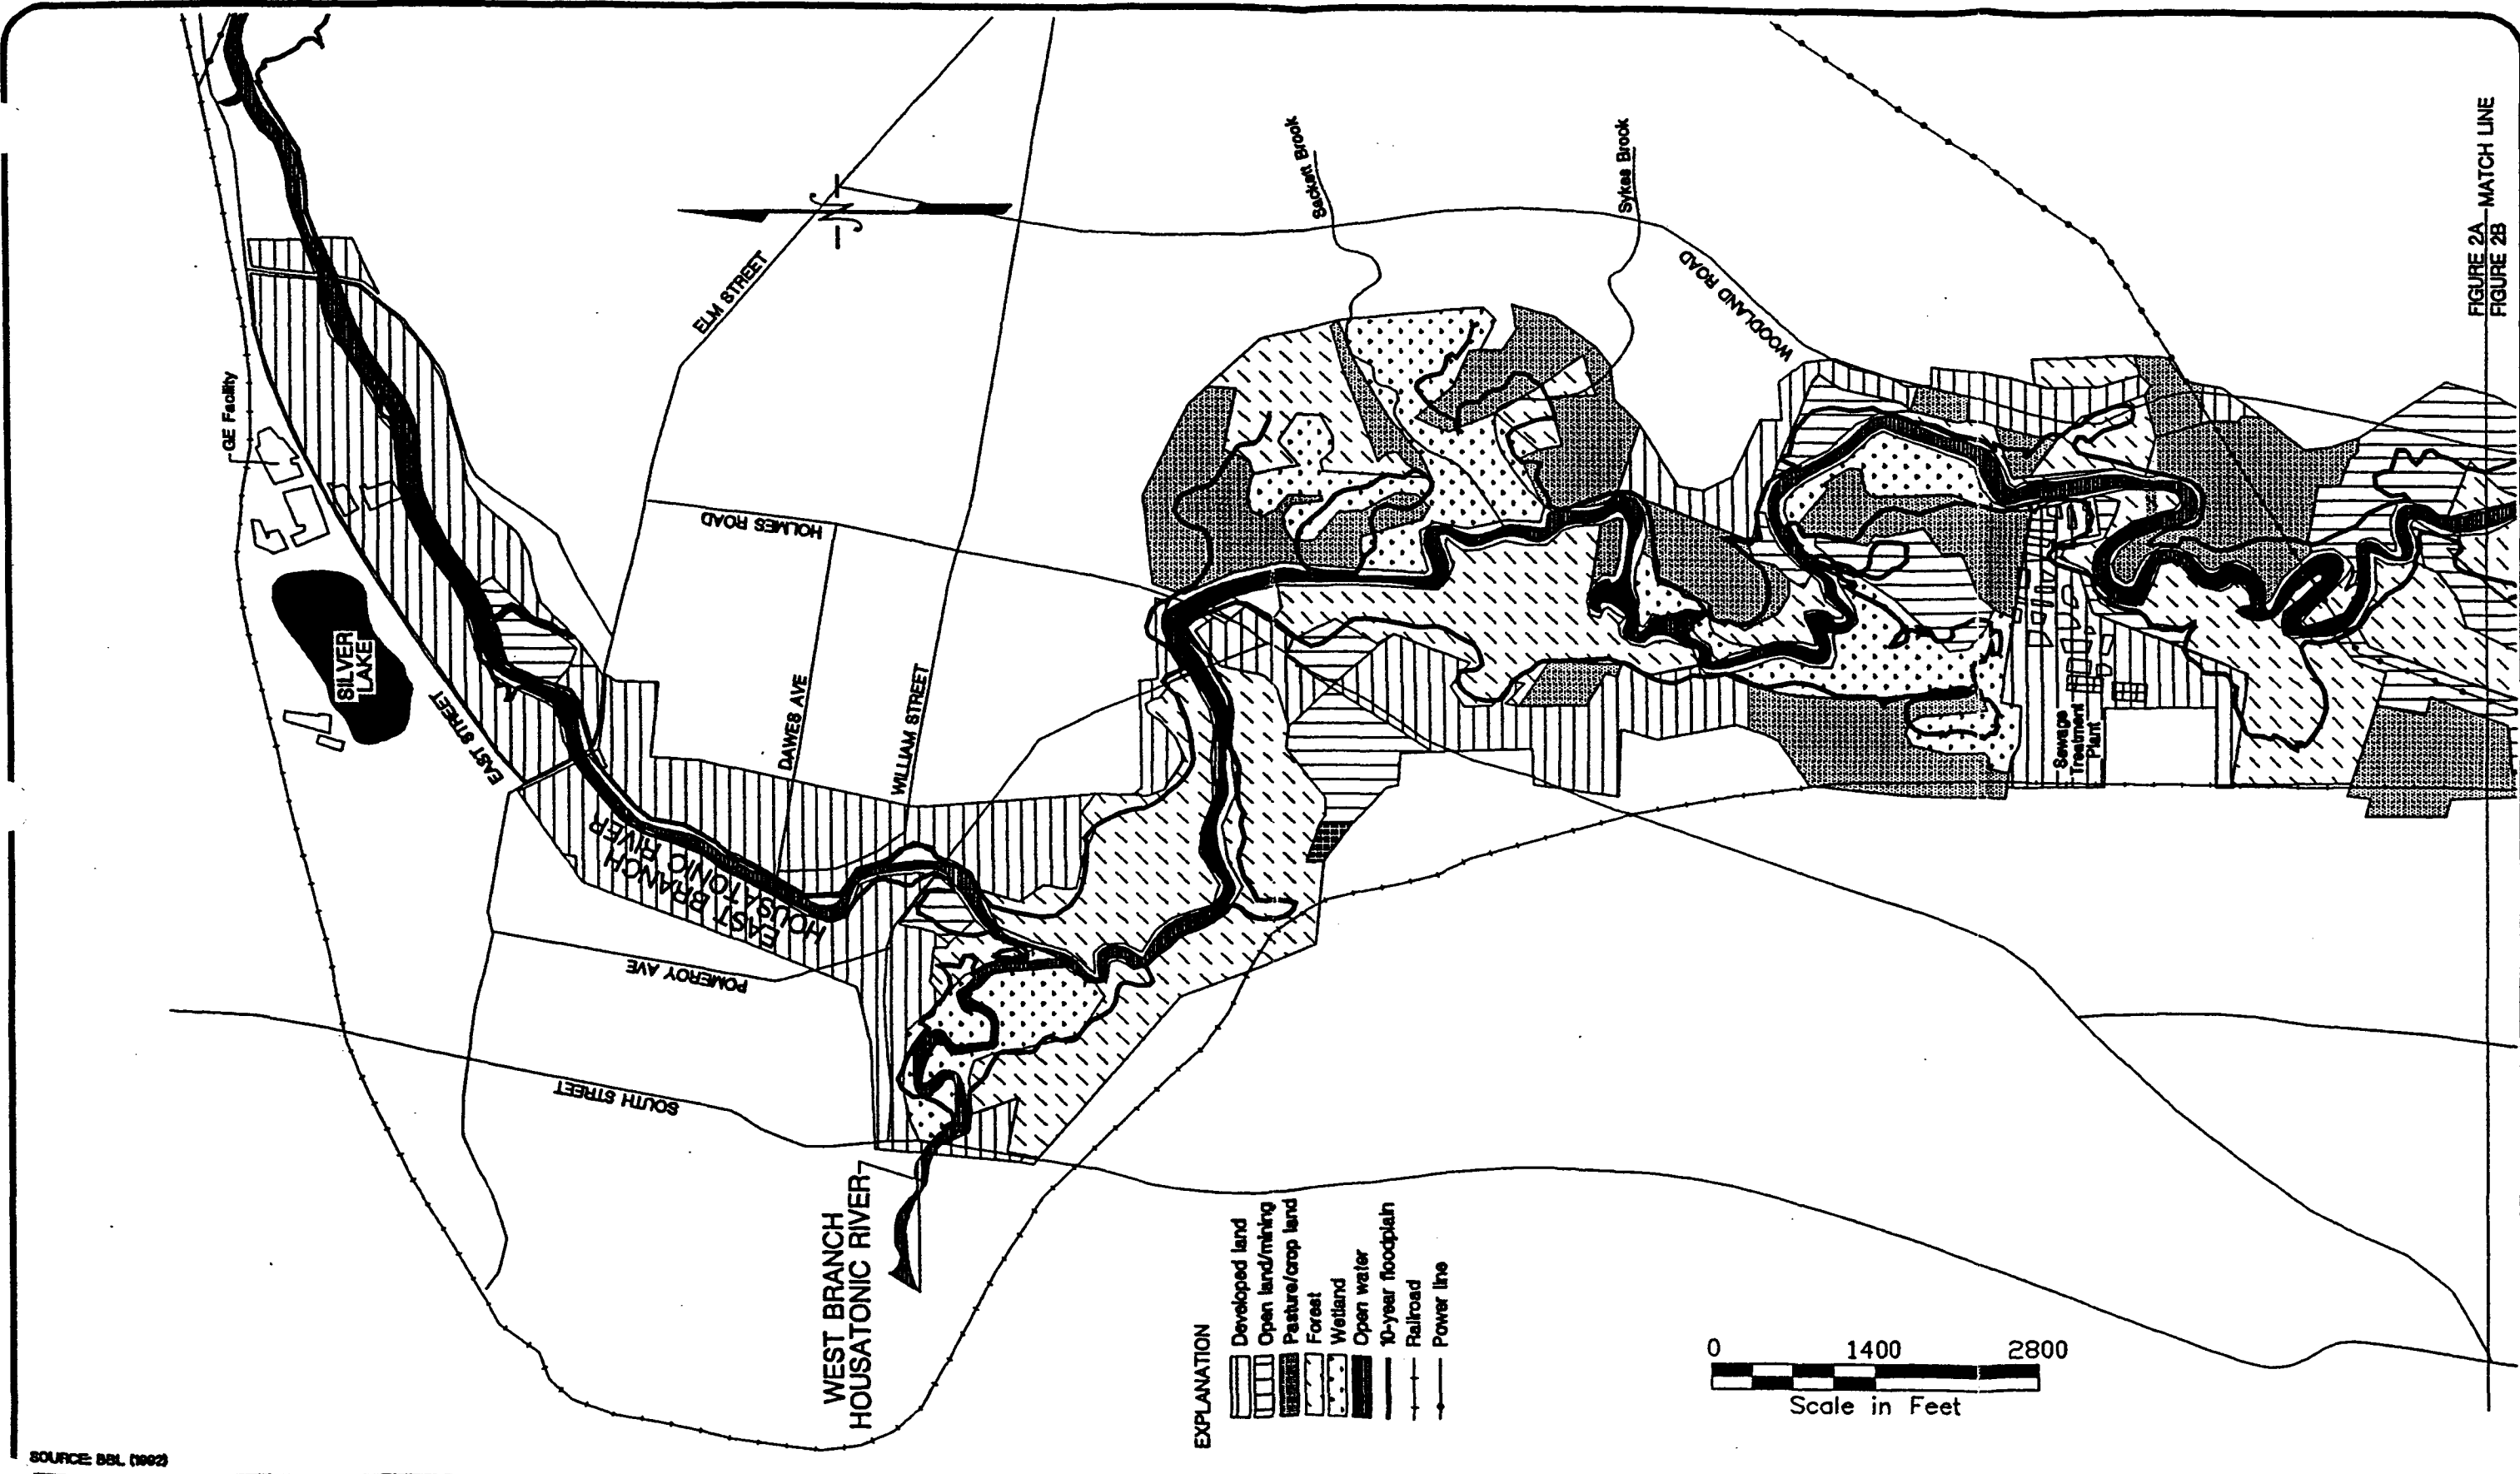 GE Facility
SILVER
LAKE
EAST STREET
ELM STREET
HOLMES ROAD
DAWES AVE
WILLIAM STREET
EAST BRANCH
HOUSATONIC RIVER
POMEROY AVE
SOUTH STREET
WEST BRANCH
HOUSATONIC RIVER
N
Sackett Brook
Sykes Brook
WOODLAND ROAD
Sewage
Treatment
Plant
FIGURE 2A
MATCH LINE
FIGURE 2B
EXPLANATION
Developed land
Open land/mining
Pasture/crop land
Forest
Wetland
Open water
10-year floodplain
Railroad
Power line
0 1400 2800
Scale in Feet
SOURCE: BBL (1992)